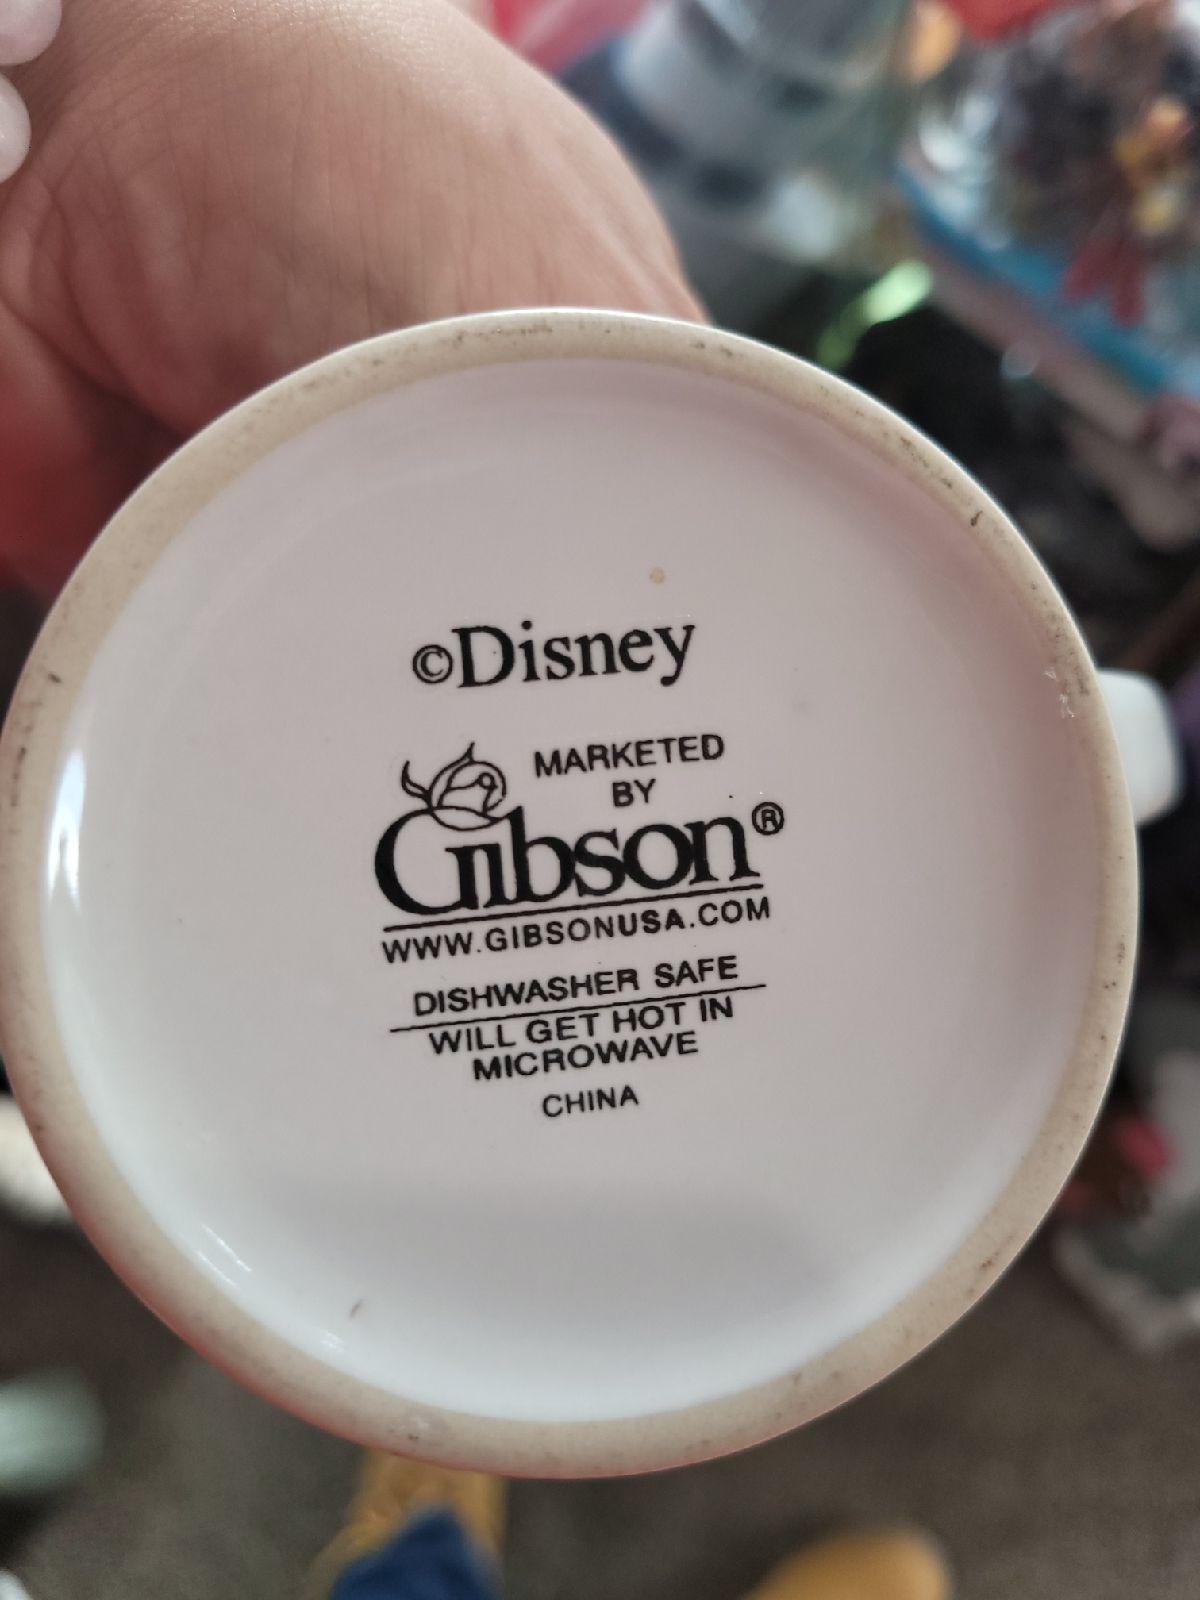 ©Disney
MARKETED
BY
Gibson®
WWW.GIBSONUSA.COM
DISHWASHER SAFE
WILL GET HOT IN
MICROWAVE
CHINA